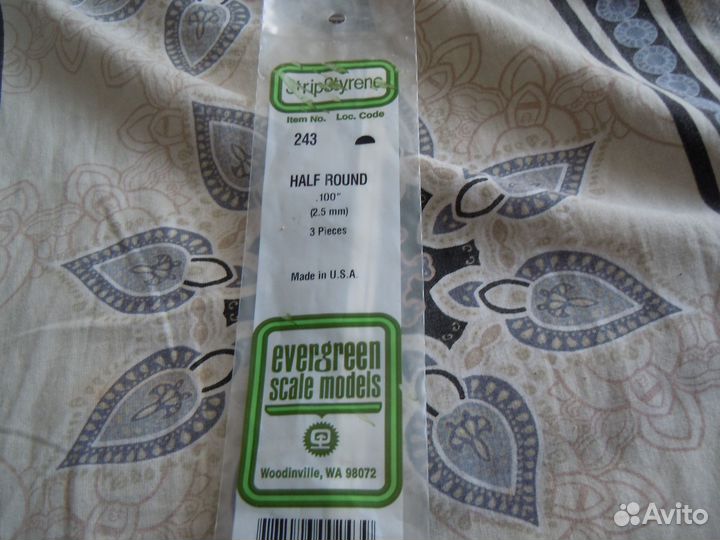 StripStyrene
Item No. Loc. Code
243
HALF ROUND
.100"
(2.5 mm)
3 Pieces
Made in U.S.A.
evergreen
scale models
Woodinville, WA 98072
Avito